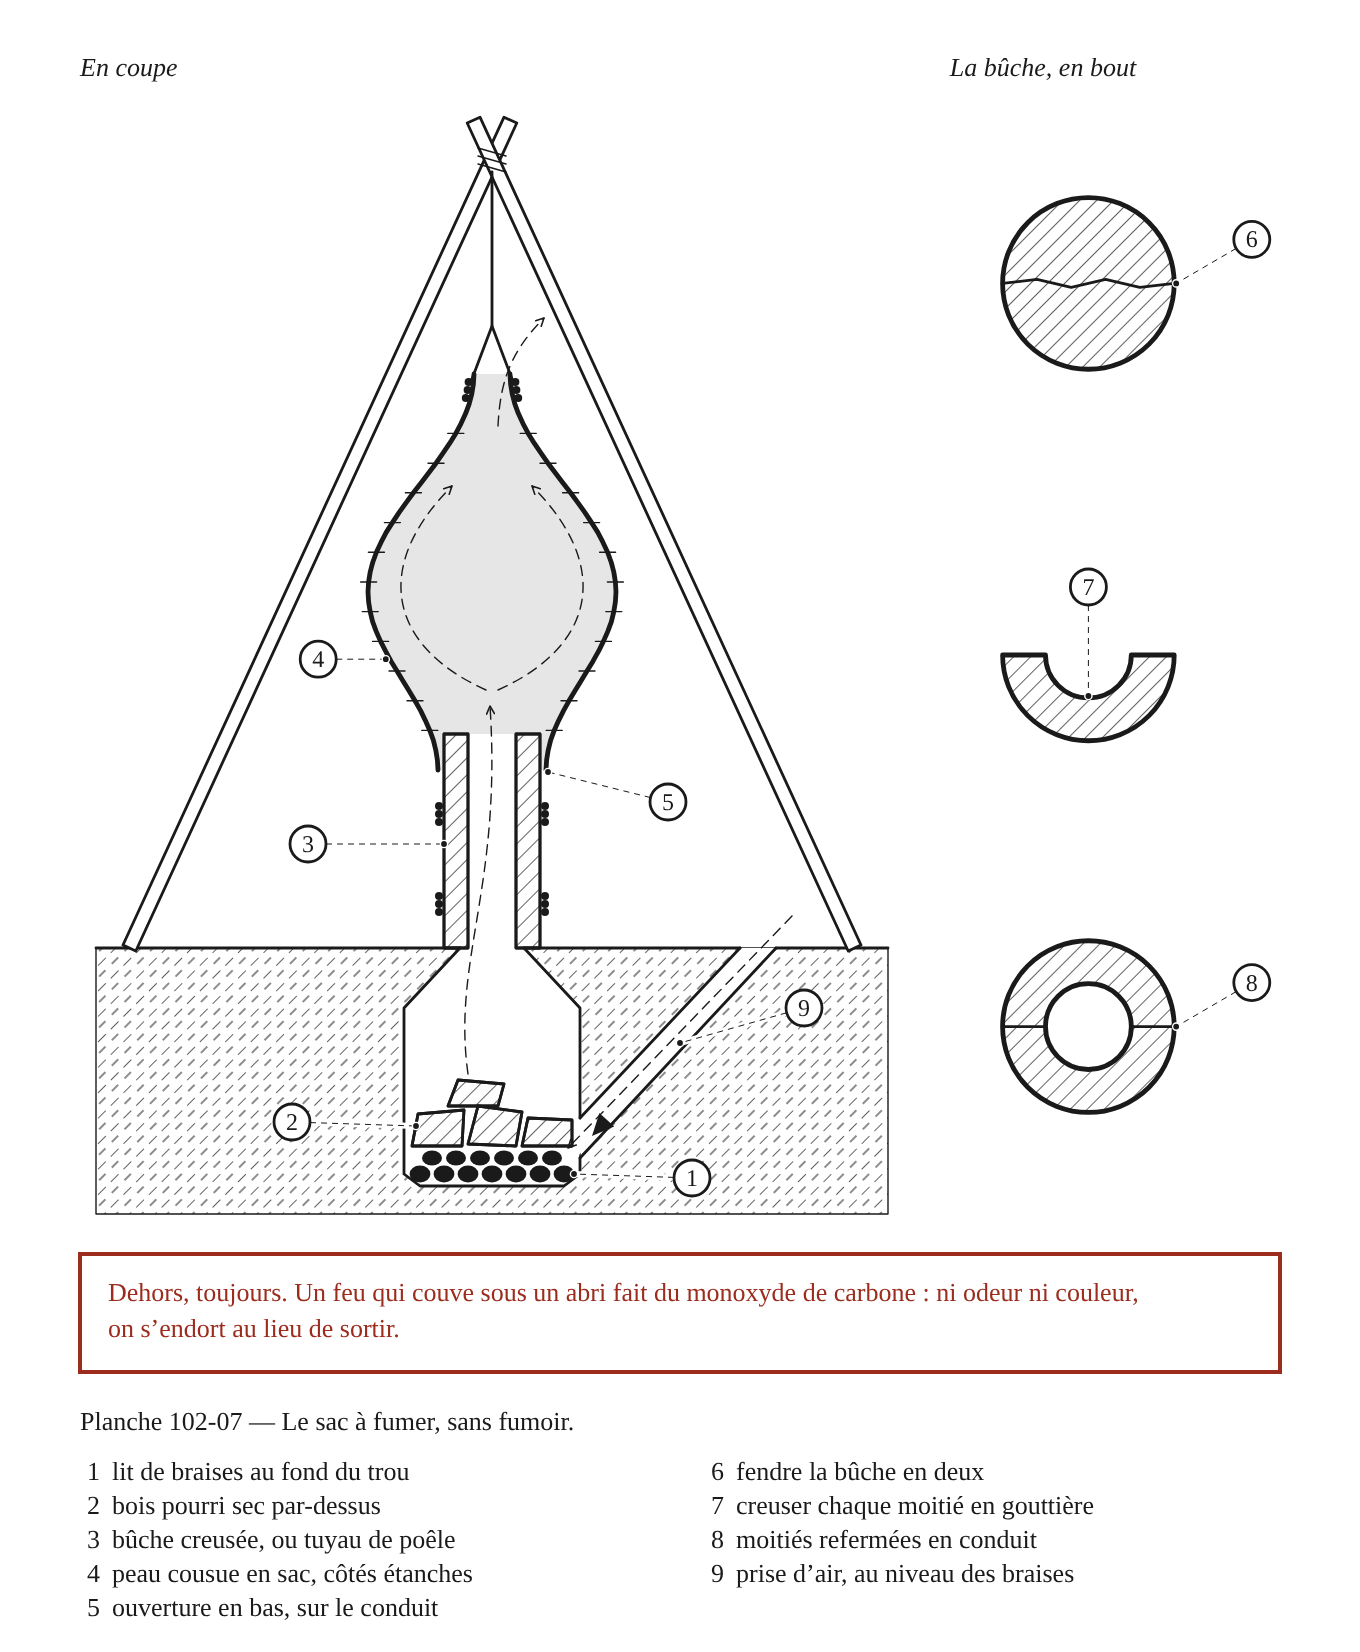 En coupe
La bûche, en bout
6
7
4
5
3
8
9
2
1
Dehors, toujours. Un feu qui couve sous un abri fait du monoxyde de carbone : ni odeur ni couleur,
on s’endort au lieu de sortir.
Planche 102-07 — Le sac à fumer, sans fumoir.
1 lit de braises au fond du trou
2 bois pourri sec par-dessus
3 bûche creusée, ou tuyau de poêle
4 peau cousue en sac, côtés étanches
5 ouverture en bas, sur le conduit
6 fendre la bûche en deux
7 creuser chaque moitié en gouttière
8 moitiés refermées en conduit
9 prise d’air, au niveau des braises